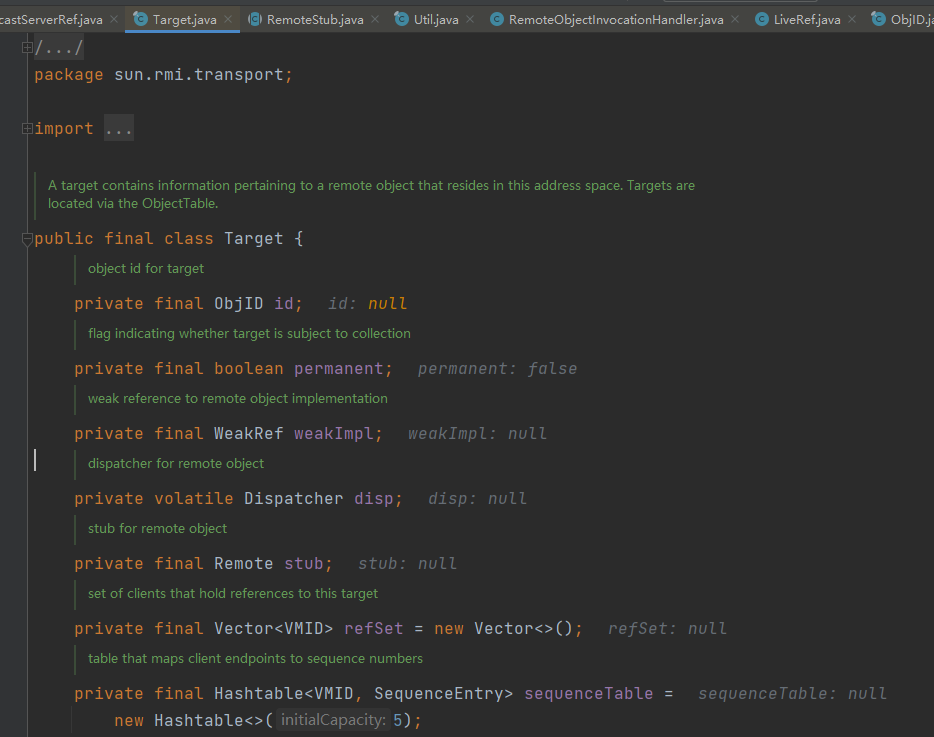 castServerRef.java Target.java RemoteStub.java Util.java RemoteObjectInvocationHandler.java LiveRef.java ObjID.ja
/.../
package sun.rmi.transport;
import ...
A target contains information pertaining to a remote object that resides in this address space. Targets are
located via the ObjectTable.
public final class Target {
object id for target
private final ObjID id; id: null
flag indicating whether target is subject to collection
private final boolean permanent; permanent: false
weak reference to remote object implementation
private final WeakRef weakImpl; weakImpl: null
dispatcher for remote object
private volatile Dispatcher disp; disp: null
stub for remote object
private final Remote stub; stub: null
set of clients that hold references to this target
private final Vector<VMID> refSet = new Vector<>(); refSet: null
table that maps client endpoints to sequence numbers
private final Hashtable<VMID, SequenceEntry> sequenceTable = sequenceTable: null
new Hashtable<>( initialCapacity: 5);